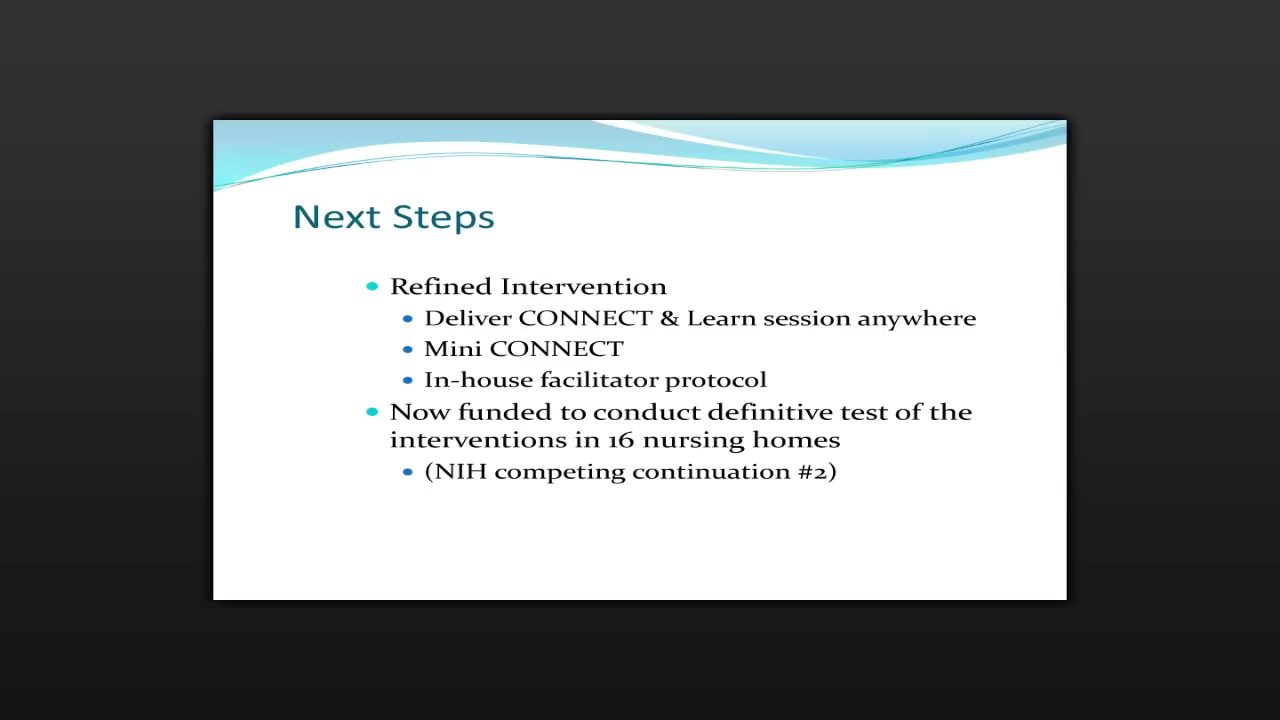 Next Steps
Refined Intervention
Deliver CONNECT & Learn session anywhere
Mini CONNECT
In-house facilitator protocol
Now funded to conduct definitive test of the
interventions in 16 nursing homes
(NIH competing continuation #2)